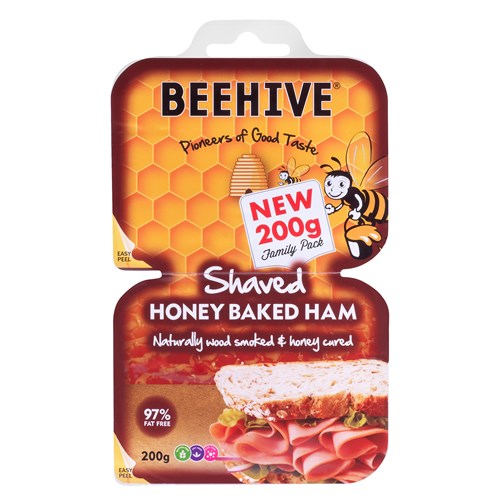 BEEHIVE®
Pioneers of Good Taste
NEW
200g
Family Pack
EASY
PEEL
Shaved
HONEY BAKED HAM
Naturally wood smoked & honey cured
97%
FAT FREE
200g
EASY
PEEL